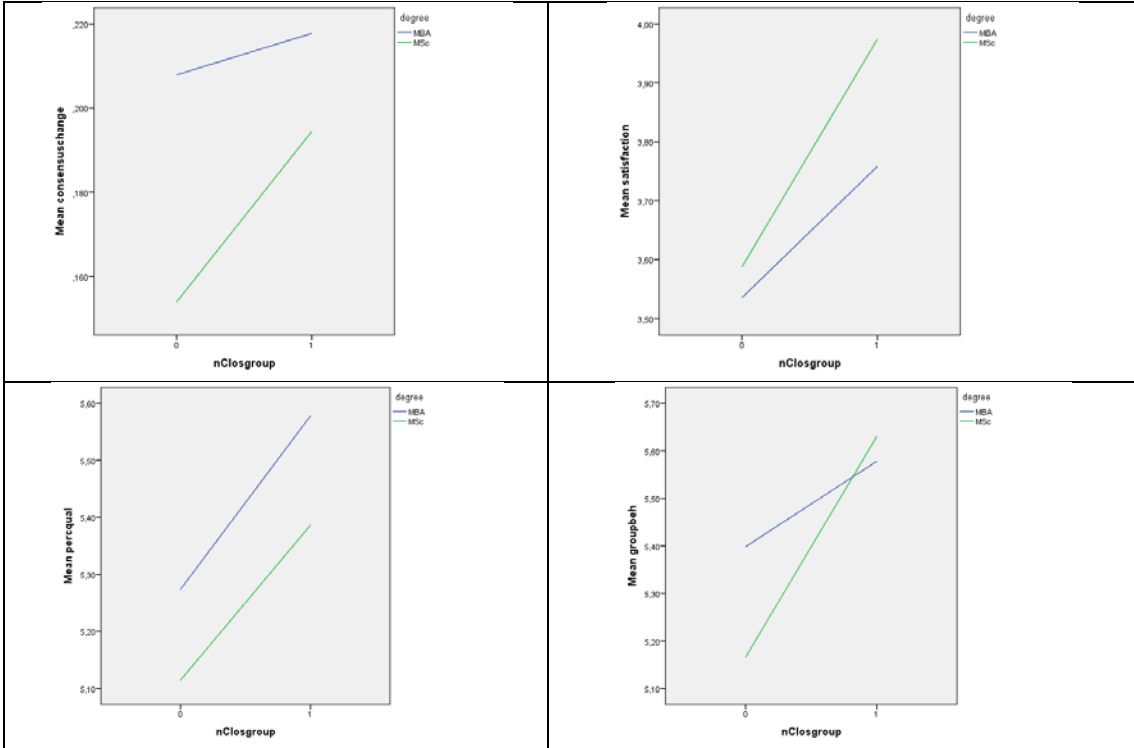 degree
MBA
MSc
,220
,200
,180
,160
Mean consensuschange
0 1
nClosgroup
degree
MBA
MSc
4,00
3,90
3,80
3,70
3,60
3,50
Mean satisfaction
0 1
nClosgroup
degree
MBA
MSc
5,60
5,50
5,40
5,30
5,20
5,10
Mean percqual
0 1
nClosgroup
degree
MBA
MSc
5,70
5,60
5,50
5,40
5,30
5,20
5,10
Mean groupbeh
0 1
nClosgroup